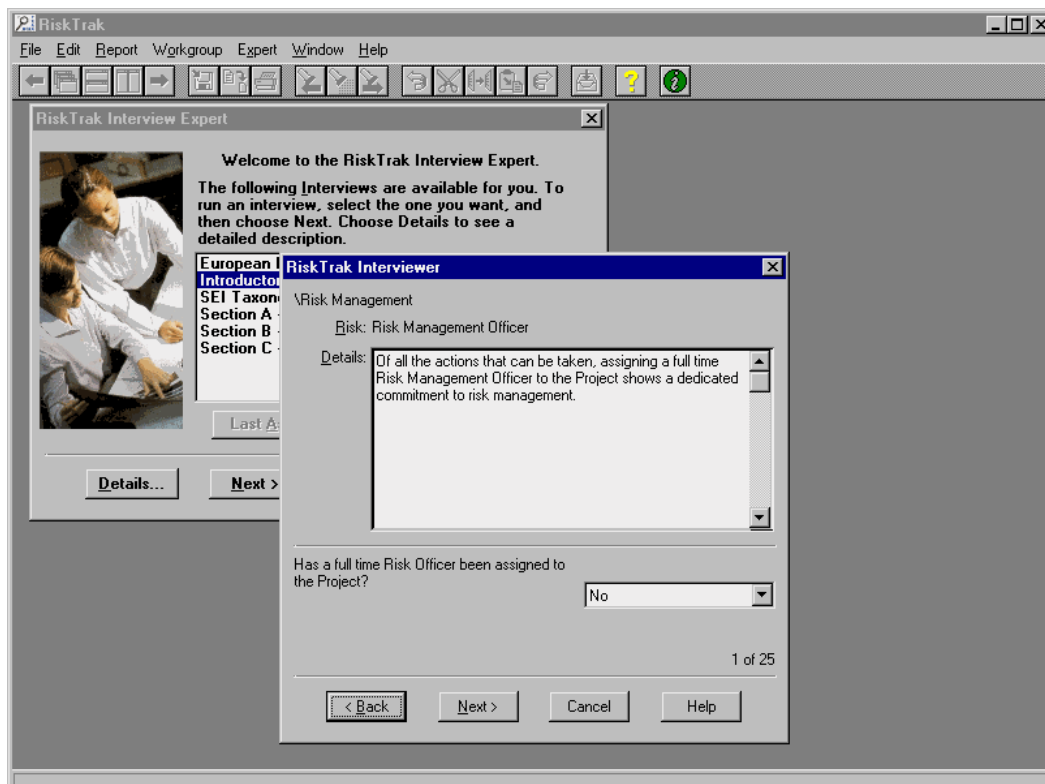 RiskTrak
File Edit Report Workgroup Expert Window Help
RiskTrak Interview Expert
Welcome to the RiskTrak Interview Expert.
The following Interviews are available for you. To
run an interview, select the one you want, and
then choose Next. Choose Details to see a
detailed description.
European
Introductor
SEI Taxon
Section A -
Section B -
Section C -
Last A
Details... Next >
RiskTrak Interviewer
\Risk Management
Risk: Risk Management Officer
Details: Of all the actions that can be taken, assigning a full time
Risk Management Officer to the Project shows a dedicated
commitment to risk management.
Has a full time Risk Officer been assigned to
the Project?
No
1 of 25
< Back Next > Cancel Help